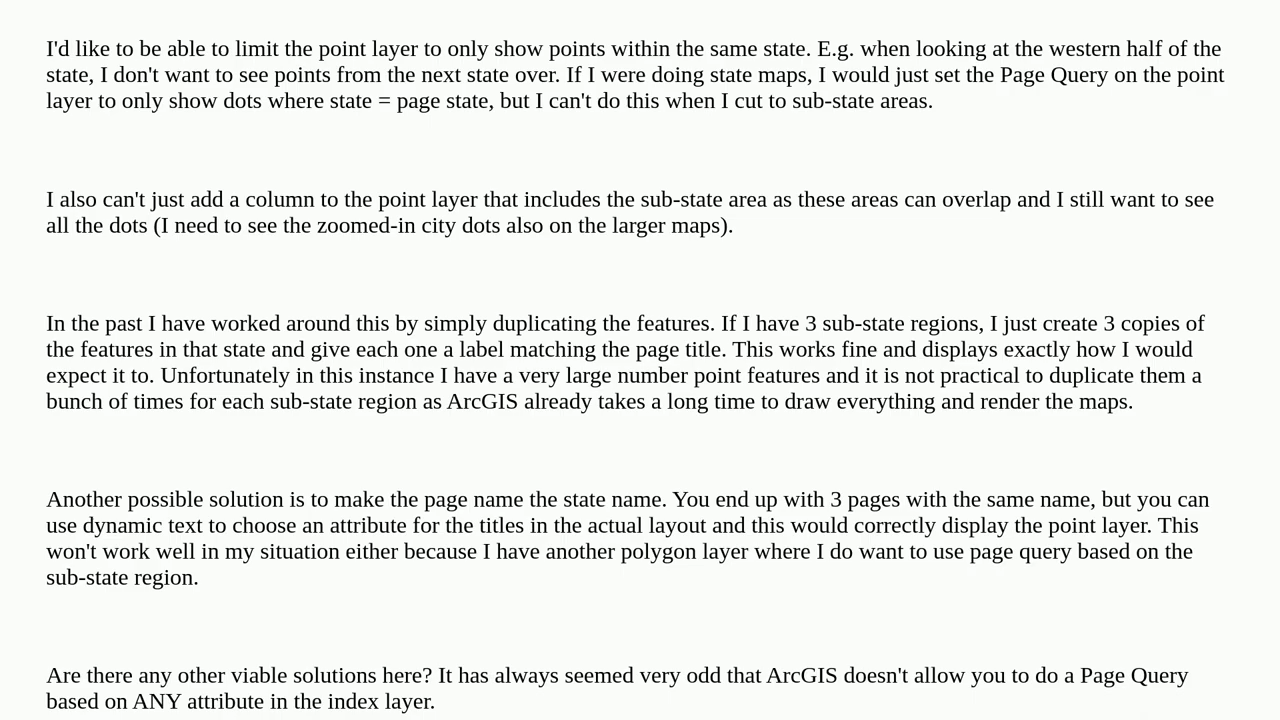 I'd like to be able to limit the point layer to only show points within the same state. E.g. when looking at the western half of the
state, I don't want to see points from the next state over. If I were doing state maps, I would just set the Page Query on the point
layer to only show dots where state = page state, but I can't do this when I cut to sub-state areas.
I also can't just add a column to the point layer that includes the sub-state area as these areas can overlap and I still want to see
all the dots (I need to see the zoomed-in city dots also on the larger maps).
In the past I have worked around this by simply duplicating the features. If I have 3 sub-state regions, I just create 3 copies of
the features in that state and give each one a label matching the page title. This works fine and displays exactly how I would
expect it to. Unfortunately in this instance I have a very large number point features and it is not practical to duplicate them a
bunch of times for each sub-state region as ArcGIS already takes a long time to draw everything and render the maps.
Another possible solution is to make the page name the state name. You end up with 3 pages with the same name, but you can
use dynamic text to choose an attribute for the titles in the actual layout and this would correctly display the point layer. This
won't work well in my situation either because I have another polygon layer where I do want to use page query based on the
sub-state region.
Are there any other viable solutions here? It has always seemed very odd that ArcGIS doesn't allow you to do a Page Query
based on ANY attribute in the index layer.